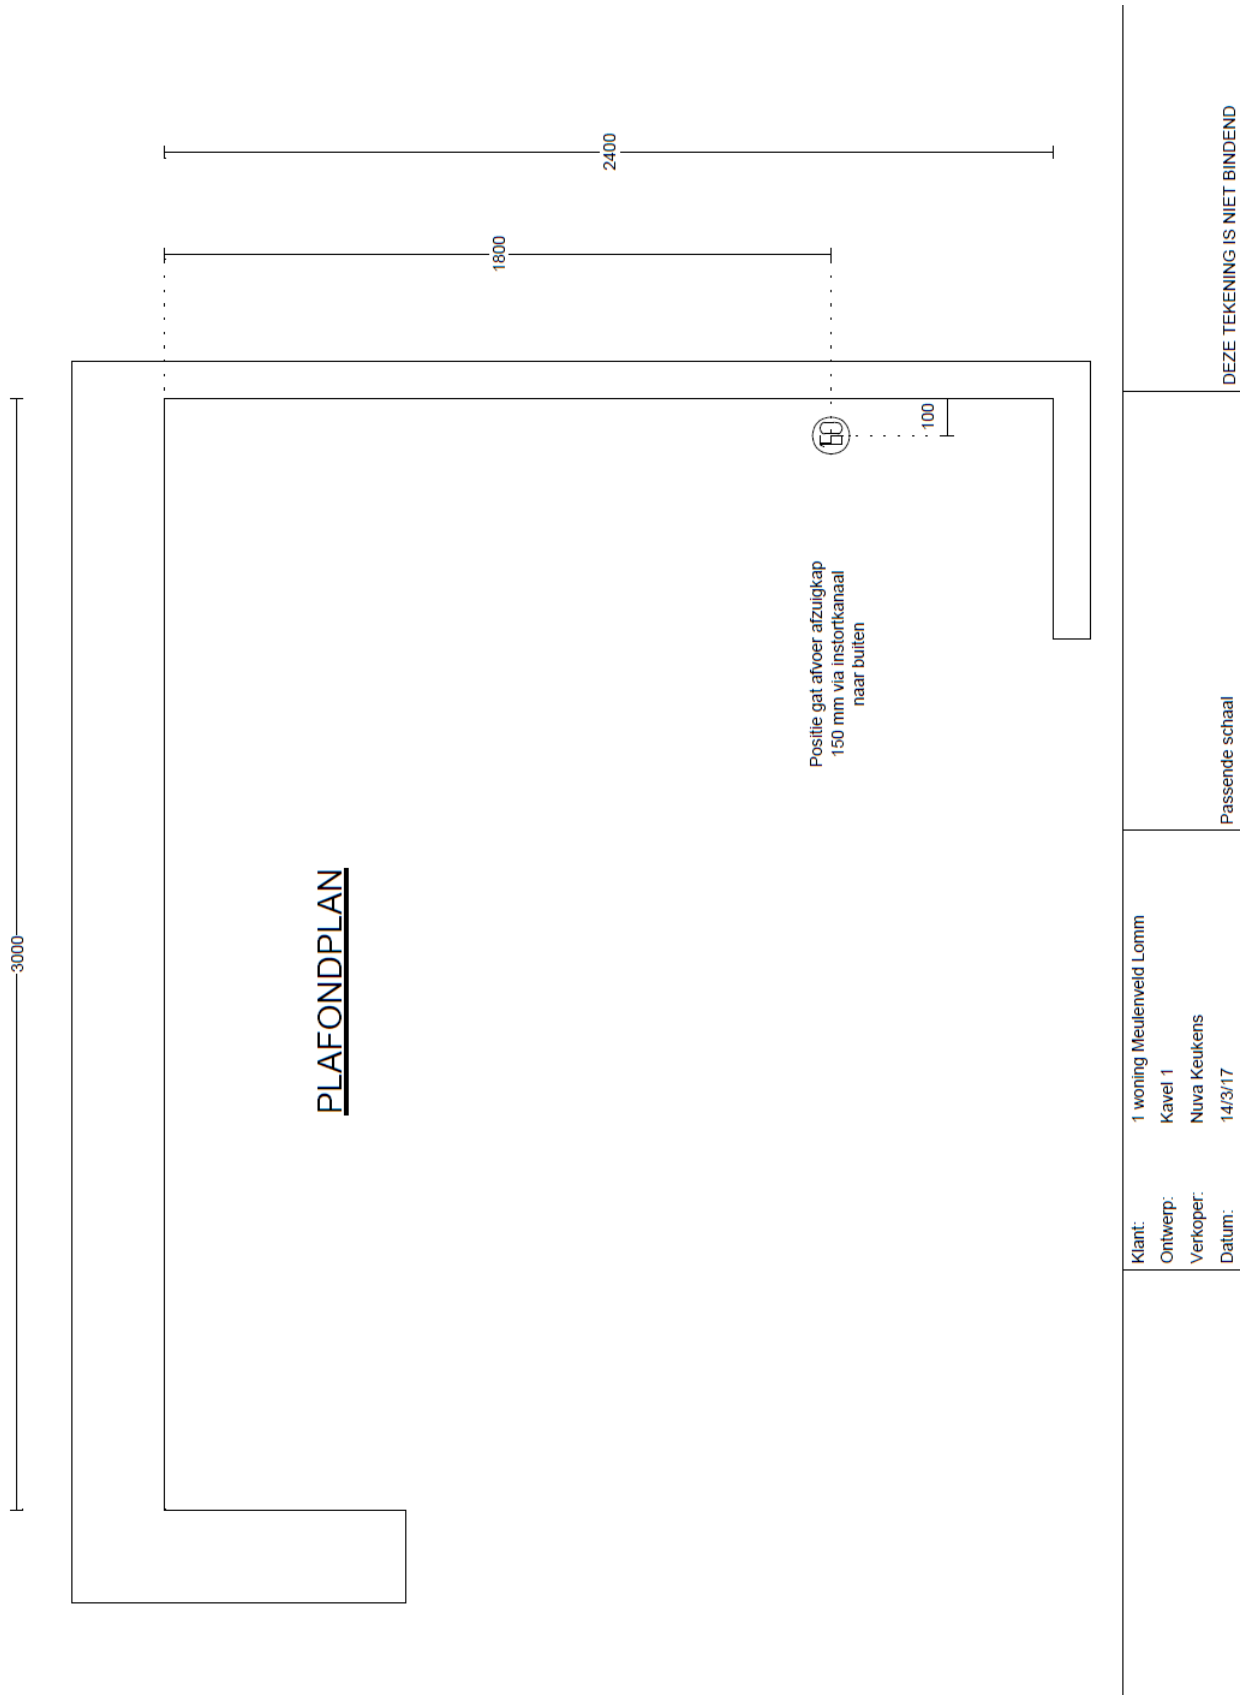 3000
2400
1800
100
150
PLAFONDPLAN
Positie gat afvoer afzuigkap
150 mm via instortkanaal
naar buiten
Klant: 1 woning Meulenveld Lomm
Ontwerp: Kavel 1
Verkoper: Nuva Keukens
Datum: 14/3/17
Passende schaal
DEZE TEKENING IS NIET BINDEND